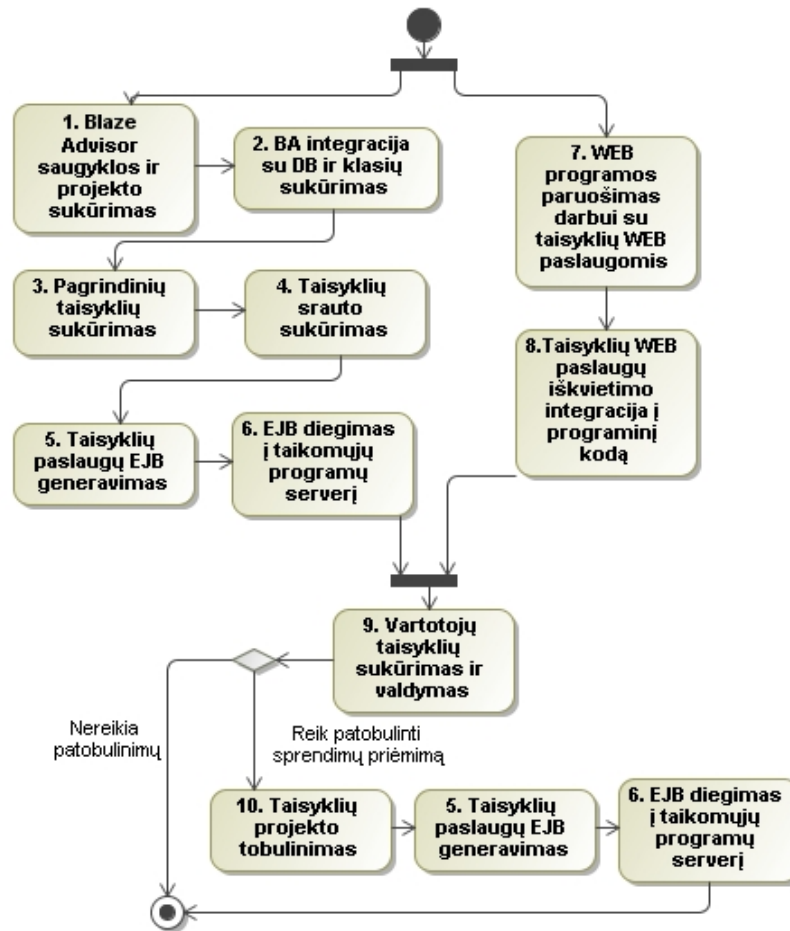 1. Blaze
Advisor
saugyklos ir
projekto
sukūrimas
2. BA integracija
su DB ir klasių
sukūrimas
3. Pagrindinių
taisyklių
sukūrimas
4. Taisyklių
srauto
sukūrimas
5. Taisyklių
paslaugų EJB
generavimas
6. EJB diegimas
į taikomųjų
programų
serverį
7. WEB
programos
paruošimas
darbui su
taisyklių WEB
paslaugomis
8.Taisyklių WEB
paslaugų
iškvietimo
integracija į
programinį
kodą
9. Vartotojų
taisyklių
sukūrimas ir
valdymas
Nereikia
patobulinimų
Reik patobulinti
sprendimų priėmimą
10. Taisyklių
projekto
tobulinimas
5. Taisyklių
paslaugų EJB
generavimas
6. EJB diegimas
į taikomųjų
programų
serverį